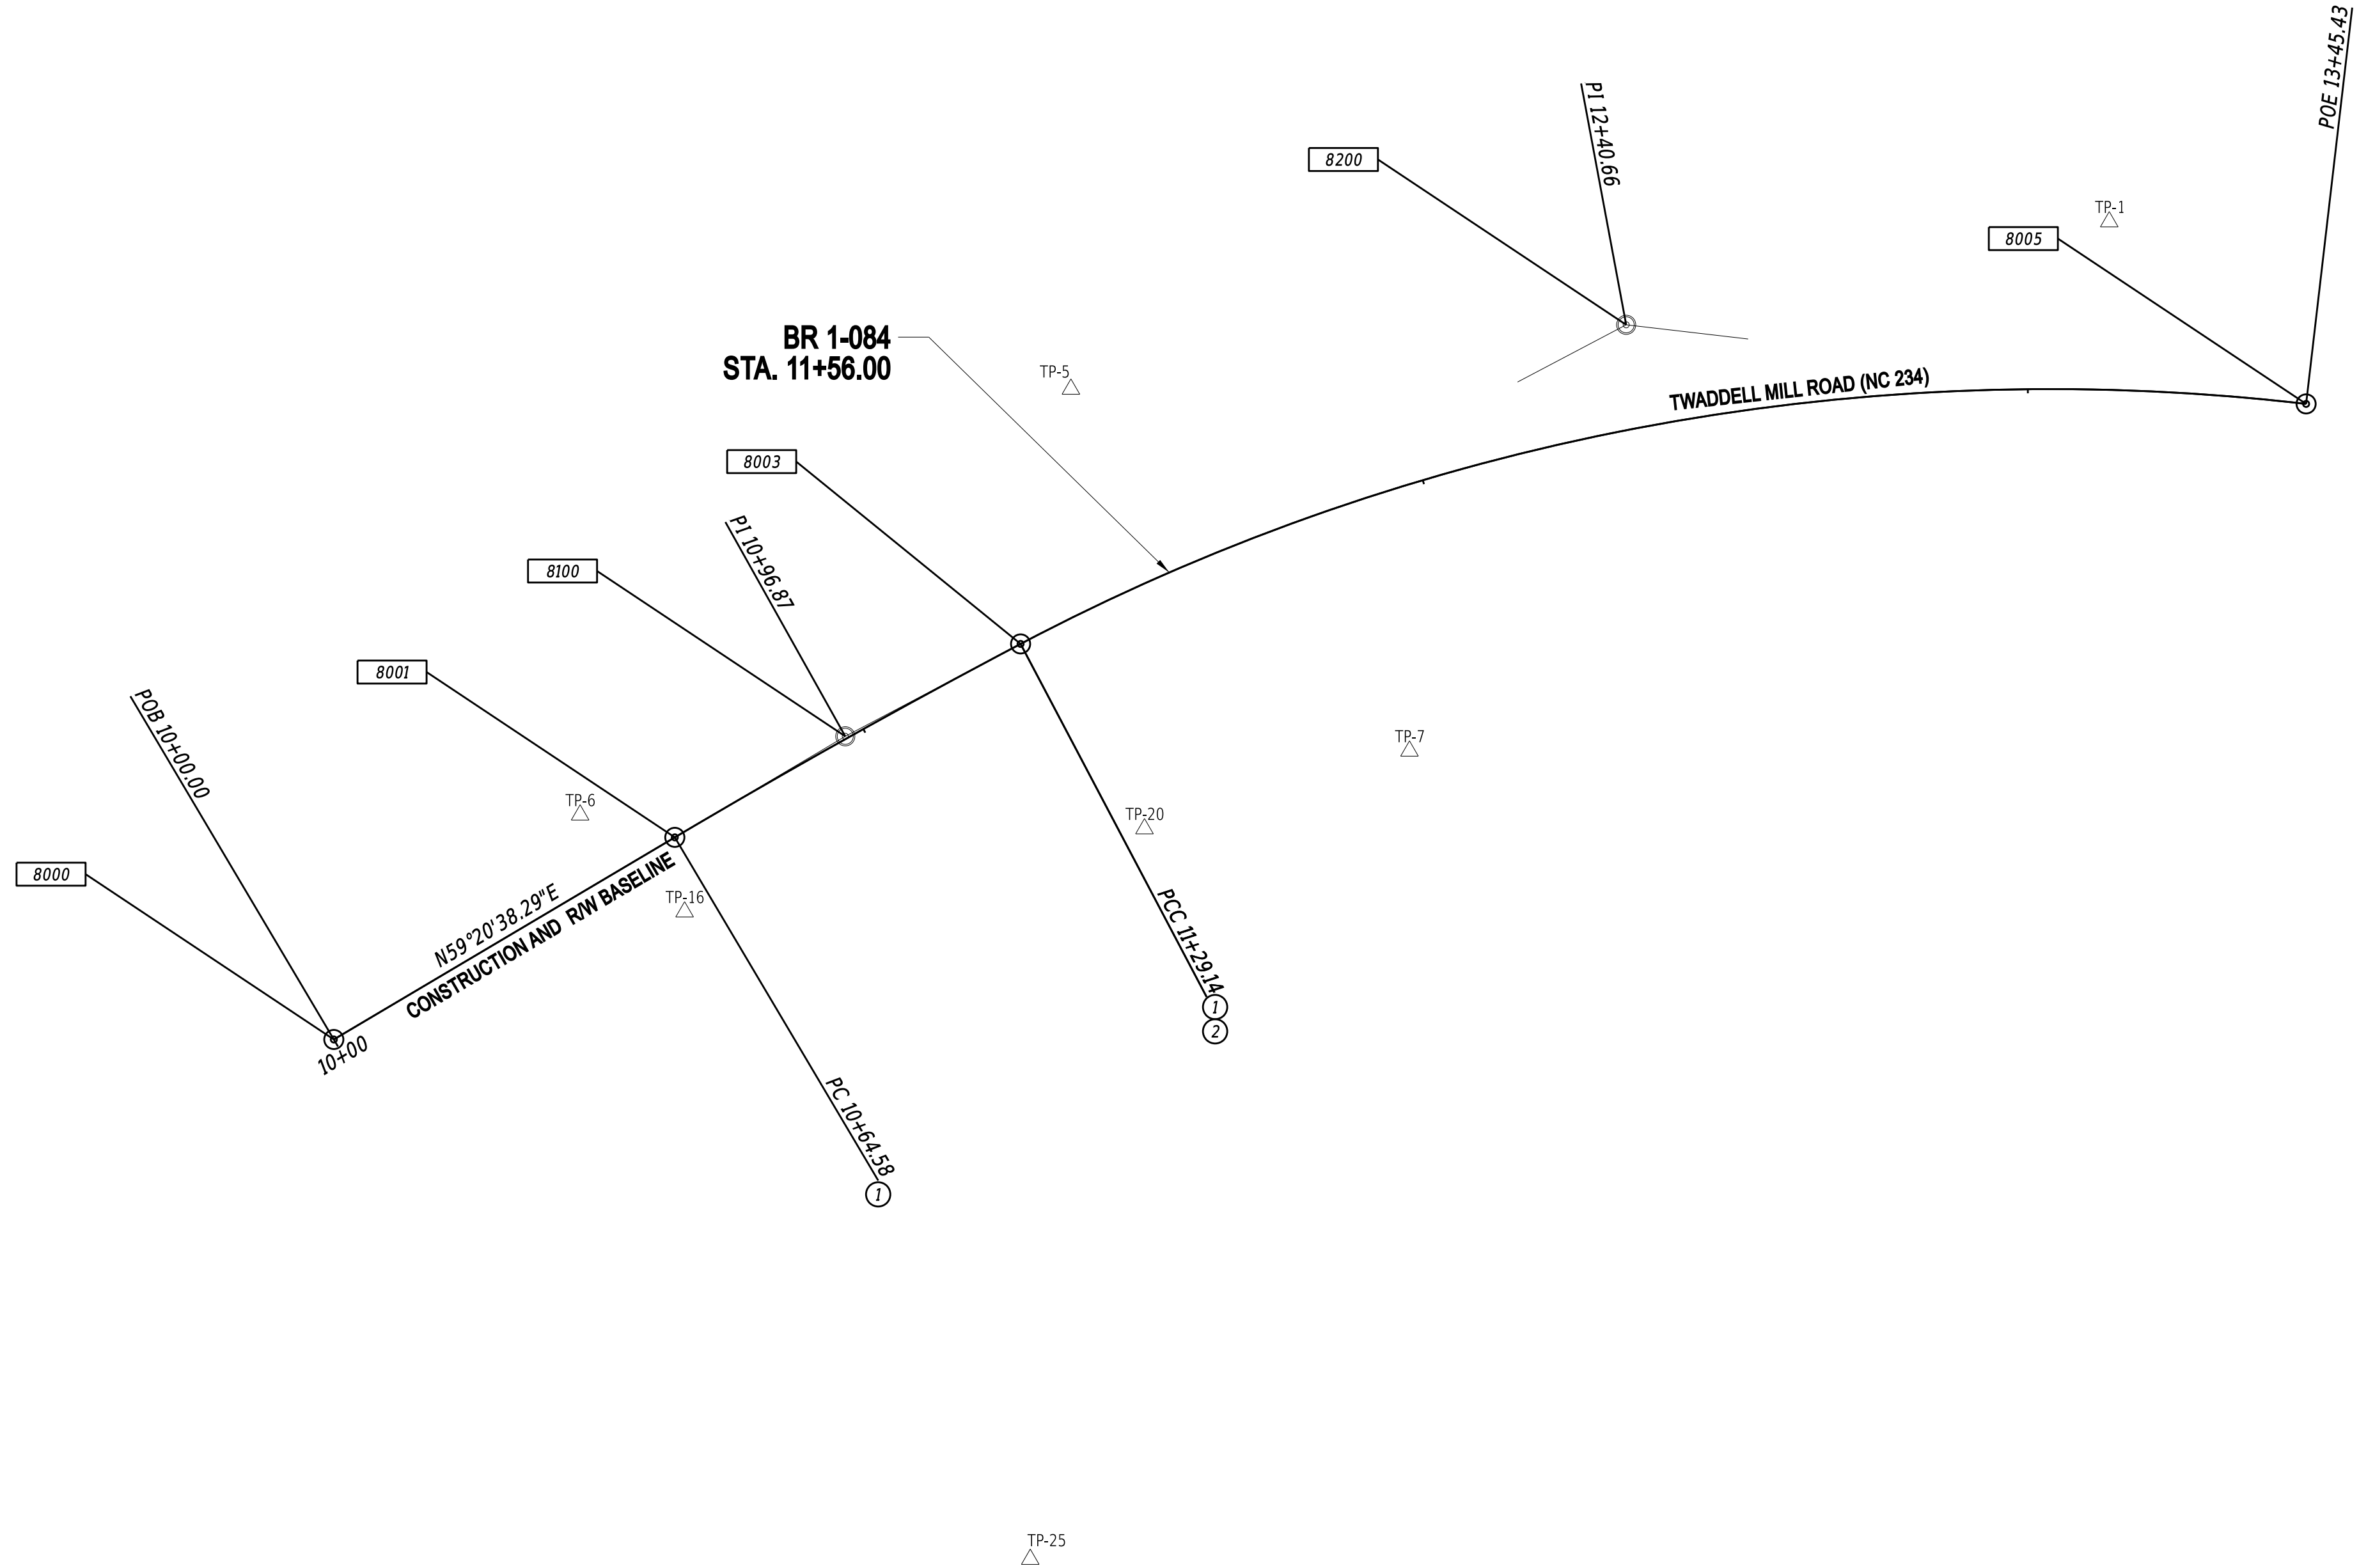 POE 13+45.43
PI 12+40.66
8200
TP-1
8005
BR 1-084
STA. 11+56.00
TP-5
TWADDELL MILL ROAD (NC 234)
8003
PI 10+96.87
8100
8001
POB 10+00.00
TP-7
TP-6
TP-20
8000
N59°20'38.29"E
CONSTRUCTION AND R/W BASELINE
TP-16
PCC 11+29.14
1
2
10+00
PC 10+64.58
1
TP-25